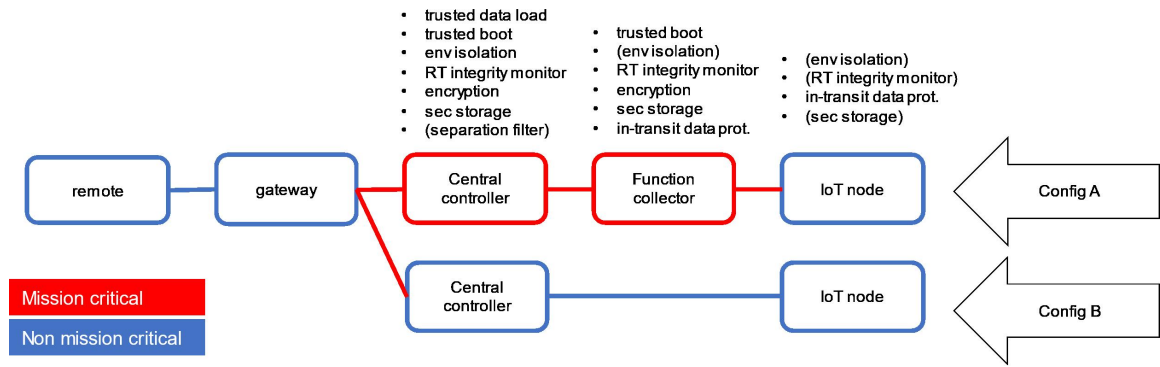 • trusted data load
• trusted boot
• env isolation
• RT integrity monitor
• encryption
• sec storage
• (separation filter)
• trusted boot
• (env isolation)
• RT integrity monitor
• encryption
• sec storage
• in-transit data prot.
• (env isolation)
• (RT integrity monitor)
• in-transit data prot.
• (sec storage)
remote
gateway
Central
controller
Function
collector
IoT node
Config A
Central
controller
IoT node
Config B
Mission critical
Non mission critical